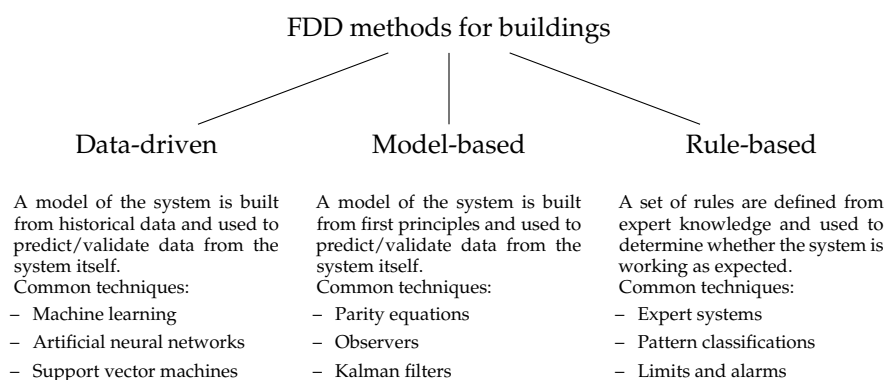 FDD methods for buildings
Data-driven
Model-based
Rule-based
A model of the system is built
from historical data and used to
predict/validate data from the
system itself.
Common techniques:
– Machine learning
– Artificial neural networks
– Support vector machines
A model of the system is built
from first principles and used to
predict/validate data from the
system itself.
Common techniques:
– Parity equations
– Observers
– Kalman filters
A set of rules are defined from
expert knowledge and used to
determine whether the system is
working as expected.
Common techniques:
– Expert systems
– Pattern classifications
– Limits and alarms